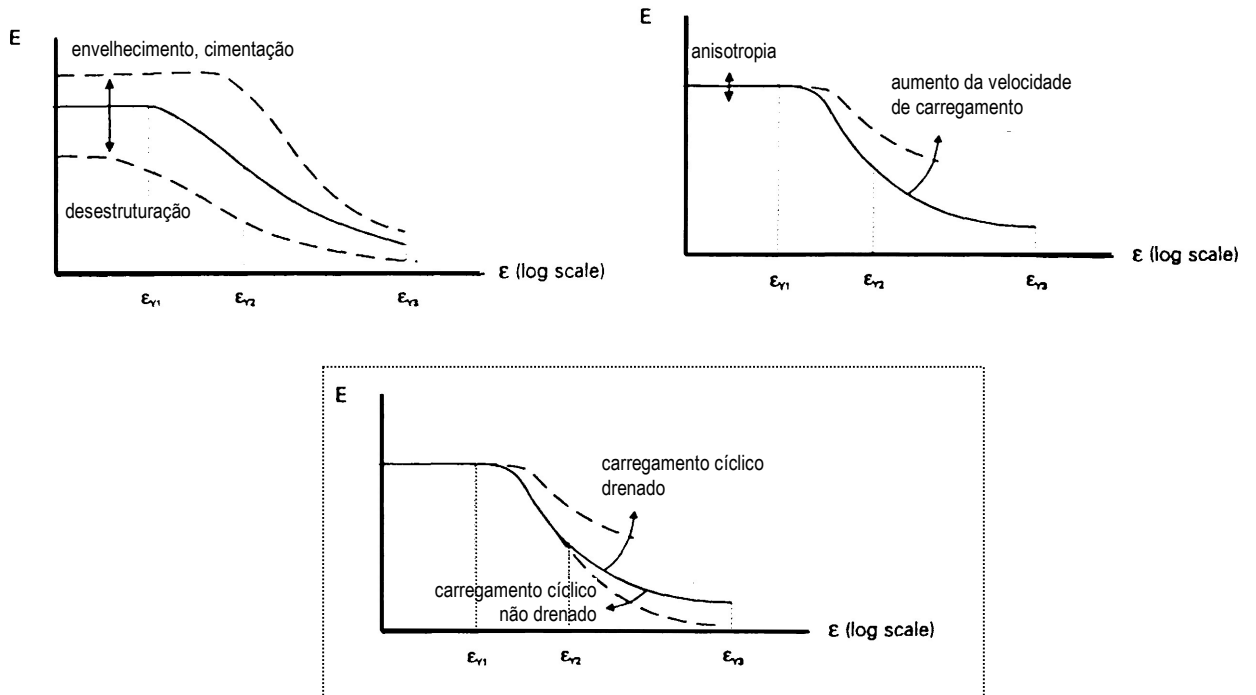 E
envelhecimento, cimentação
desestruturação
ε (log scale)
εγ1
εγ2
εγ3
E
anisotropia
aumento da velocidade
de carregamento
ε (log scale)
εγ1
εγ2
εγ3
E
carregamento cíclico
drenado
carregamento cíclico
não drenado
ε (log scale)
εγ1
εγ2
εγ3